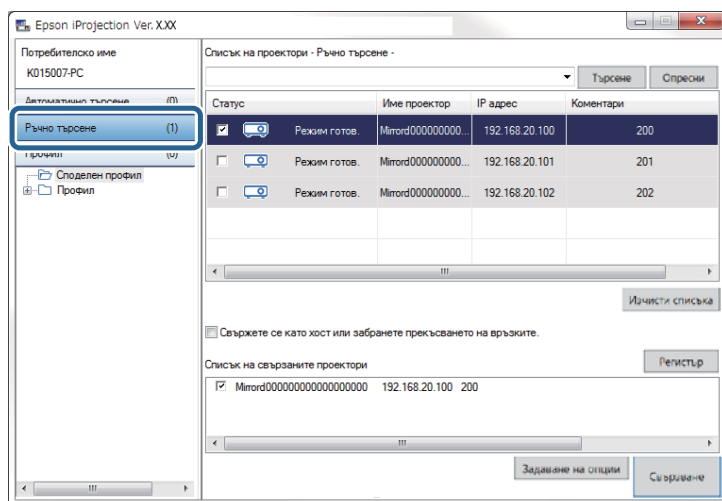 Epson iProjection Ver. X.XX
Потребителско име
K015007-PC
Автоматично търсене (0)
Ръчно търсене (1)
Профил (0)
Споделен профил
Профил
Списък на проектори - Ръчно търсене -
Търсене Опресни
Статус Име проектор IP адрес Коментари
Режим готов. Mirrord000000000... 192.168.20.100 200
Режим готов. Mirrord000000000... 192.168.20.101 201
Режим готов. Mirrord000000000... 192.168.20.102 202
Изчисти списъка
Свържете се като хост или забранете прекъсването на връзките.
Списък на свързаните проектори
Регистър
Mirrord000000000000000000 192.168.20.100 200
Задаване на опции
Свързване